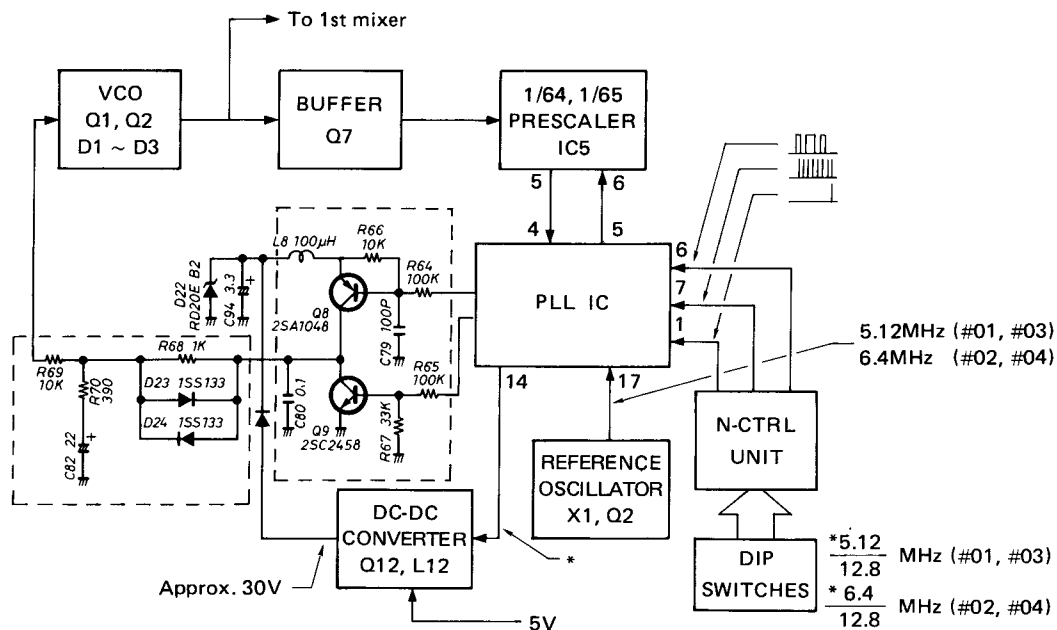 To 1st mixer
VCO
Q1, Q2
D1 ~ D3
BUFFER
Q7
1/64, 1/65
PRESCALER
IC5
5
6
4
5
L8 100µH
R66
10K
R64
100K
D22
RD20E B2
C94 3.3
+
Q8
2SA1048
C79 100P
PLL IC
6
7
1
14
17
5.12MHz (#01, #03)
6.4MHz (#02, #04)
R69
10K
R70
390
R68 1K
D23 1SS133
D24 1SS133
C82 22
+
C80 0.1
Q9
2SC2458
R65
100K
R67 33K
REFERENCE
OSCILLATOR
X1, Q2
N-CTRL
UNIT
DC-DC
CONVERTER
Q12, L12
*
Approx. 30V
5V
DIP
SWITCHES
*5.12
12.8
MHz (#01, #03)
*6.4
12.8
MHz (#02, #04)